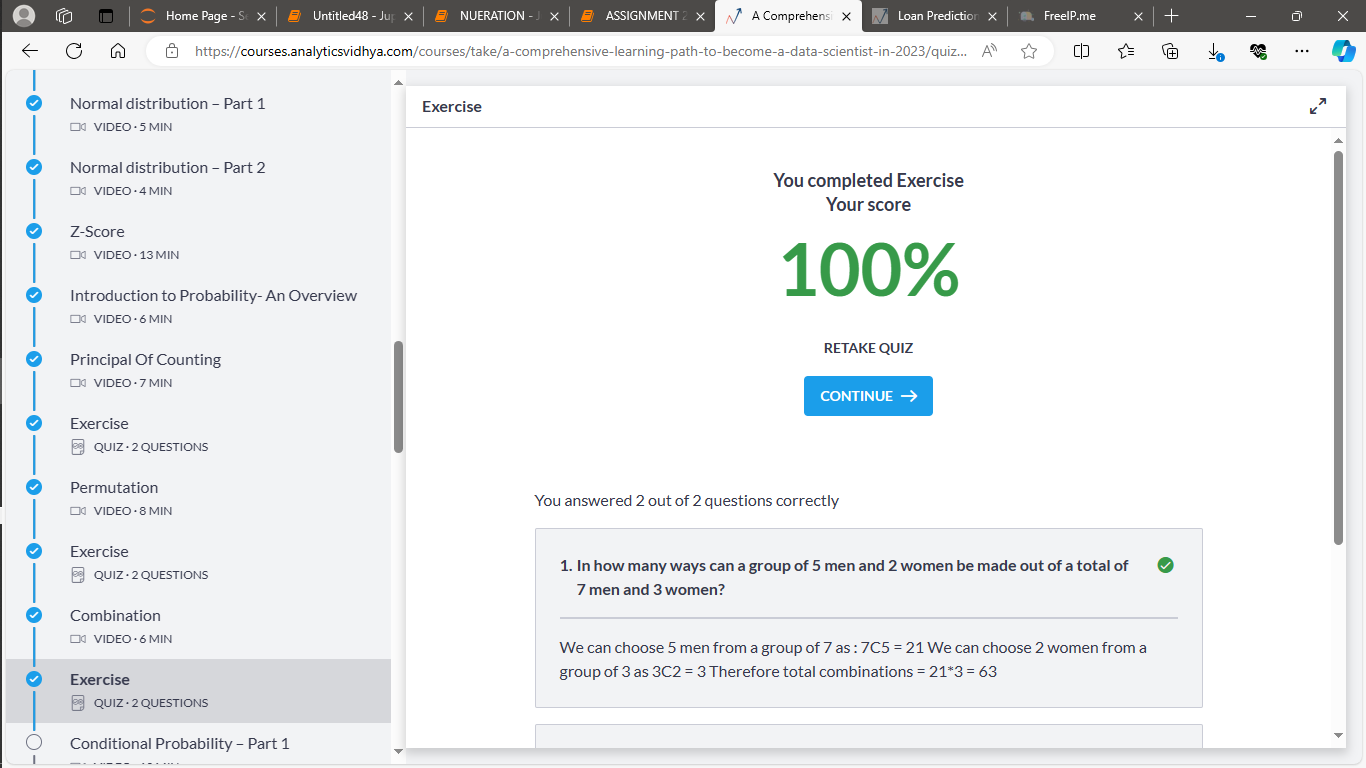 Home Page - Se
Untitled48 - Jup
NUERATION - J
ASSIGNMENT 2
A Comprehensi
Loan Prediction
FreeIP.me
https://courses.analyticsvidhya.com/courses/take/a-comprehensive-learning-path-to-become-a-data-scientist-in-2023/quiz...
Normal distribution – Part 1
VIDEO · 5 MIN
Normal distribution – Part 2
VIDEO · 4 MIN
Z-Score
VIDEO · 13 MIN
Introduction to Probability- An Overview
VIDEO · 6 MIN
Principal Of Counting
VIDEO · 7 MIN
Exercise
QUIZ · 2 QUESTIONS
Permutation
VIDEO · 8 MIN
Exercise
QUIZ · 2 QUESTIONS
Combination
VIDEO · 6 MIN
Exercise
QUIZ · 2 QUESTIONS
Conditional Probability – Part 1
Exercise
You completed Exercise
Your score
100%
RETAKE QUIZ
CONTINUE →
You answered 2 out of 2 questions correctly
1. In how many ways can a group of 5 men and 2 women be made out of a total of
7 men and 3 women?
We can choose 5 men from a group of 7 as : 7C5 = 21 We can choose 2 women from a
group of 3 as 3C2 = 3 Therefore total combinations = 21*3 = 63